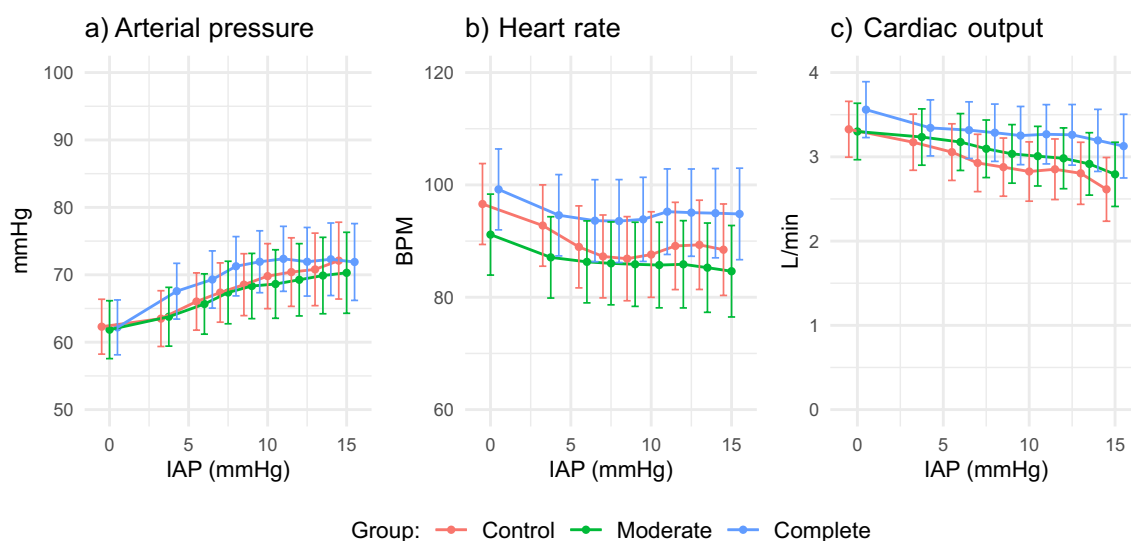 a) Arterial pressure
b) Heart rate
c) Cardiac output
mmHg
100
90
80
70
60
50
0
5
10
15
IAP (mmHg)
BPM
120
100
80
60
0
5
10
15
IAP (mmHg)
L/min
4
3
2
1
0
0
5
10
15
IAP (mmHg)
Group: Control Moderate Complete